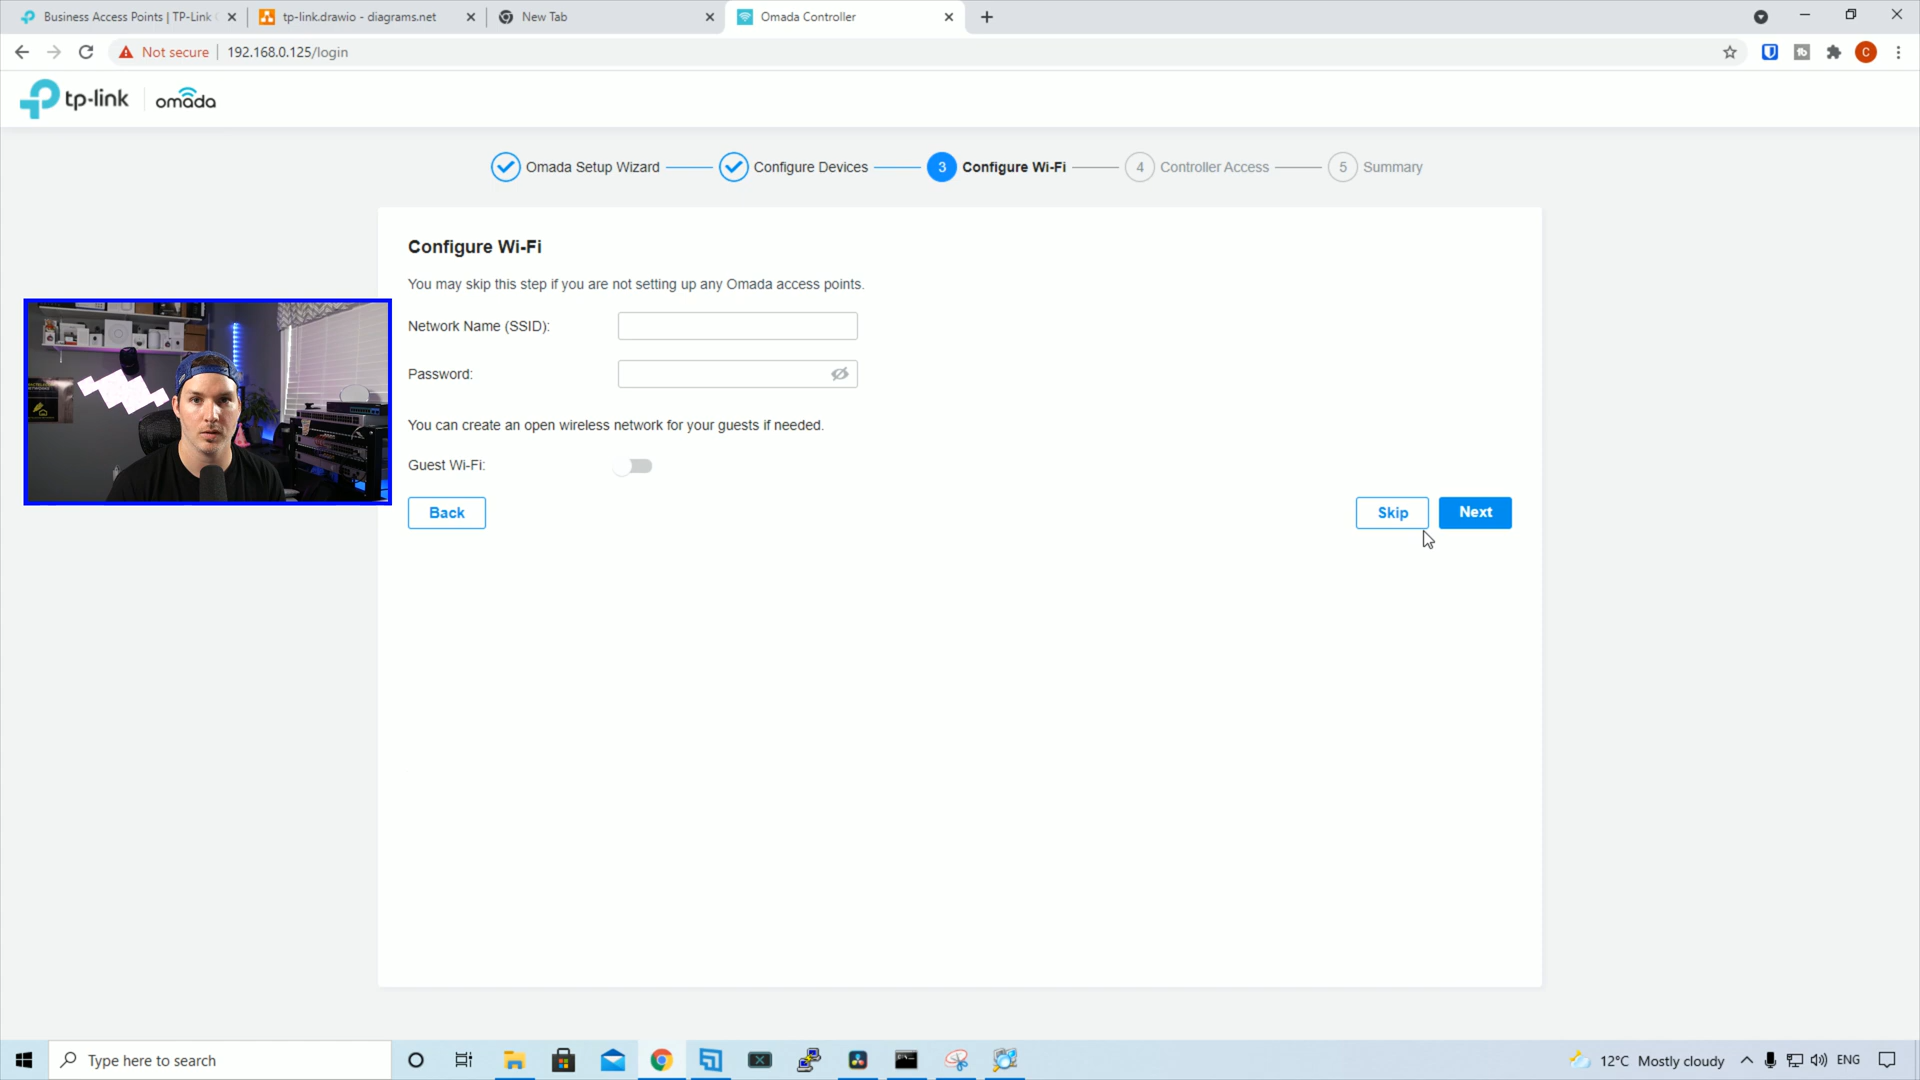 Business Access Points | TP-Link
tp-link.drawio - diagrams.net
New Tab
Omada Controller
Not secure
192.168.0.125/login
C
tp-link
omada
Omada Setup Wizard
Configure Devices
3 Configure Wi-Fi
4 Controller Access
5 Summary
Configure Wi-Fi
You may skip this step if you are not setting up any Omada access points.
Network Name (SSID):
Password:
You can create an open wireless network for your guests if needed.
Guest Wi-Fi:
Back
Skip
Next
Type here to search
12°C Mostly cloudy
ENG